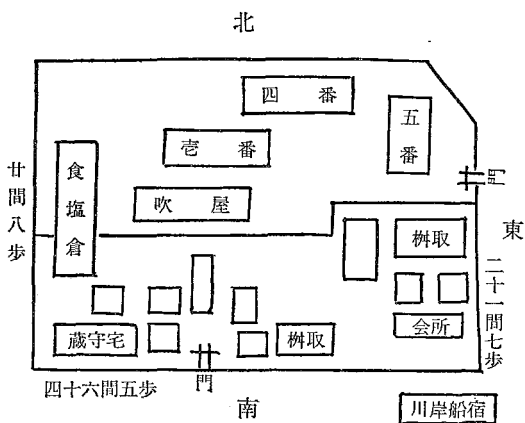 北
四番
五番
壱番
門
食塩倉
吹屋
廿間八歩
東
桝取
二十一間七歩
会所
蔵守宅
桝取
門
四十六間五歩
南
川岸船宿